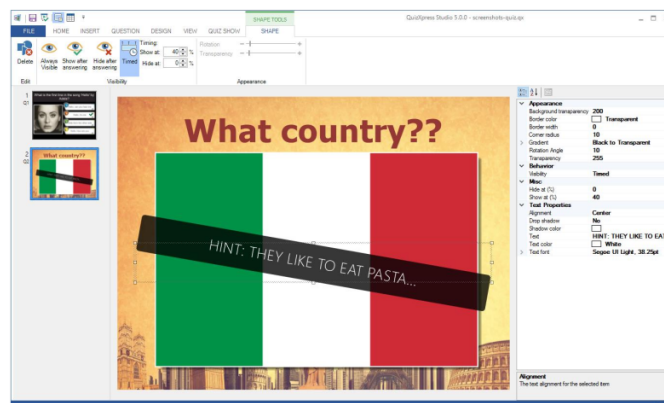 SHAPE TOOLS
QuizXpress Studio 5.0.0 - screenshots-quiz.qx
FILE HOME INSERT QUESTION DESIGN VIEW QUIZ SHOW SHAPE
Delete
Always Visible
Show after answering
Hide after answering
Timed
Timing:
Show at: 40 %
Hide at: 0 %
Rotation
Transparency
Edit
Visibility
Appearance
1
Q1
2
Q2
What country??
What country??
HINT: THEY LIKE TO EAT PASTA...
Appearance
Background transparency 200
Border color Transparent
Border width 0
Corner radius 10
Gradient Black to Transparent
Rotation Angle 10
Transparency 255
Behavior
Visibility Timed
Misc
Hide at (%) 0
Show at (%) 40
Text Properties
Alignment Center
Drop shadow No
Shadow color
Text HINT: THEY LIKE TO EAT
Text color White
Text font Segoe UI Light, 38.25pt
Alignment
The text alignment for the selected item